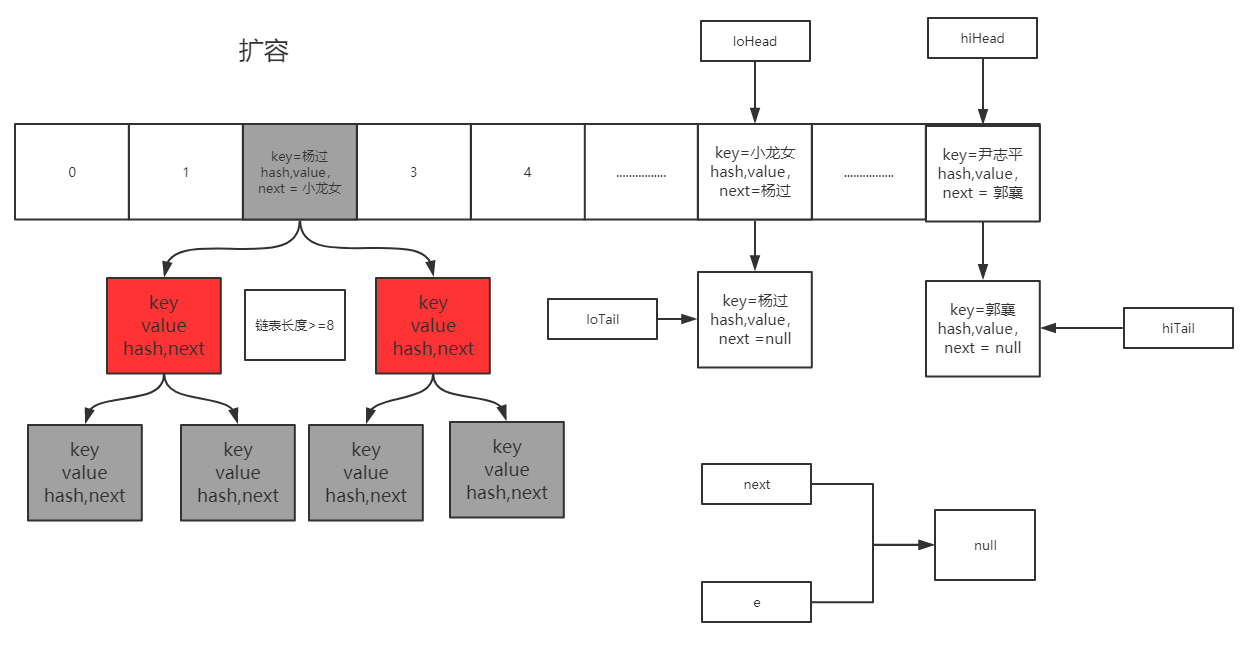 扩容
loHead
hiHead
0
1
key=杨过
hash,value，
next = 小龙女
3
4
................
key=小龙女
hash,value，
next=杨过
................
key=尹志平
hash,value，
next = 郭襄
key
value
hash,next
链表长度>=8
key
value
hash,next
loTail
key=杨过
hash,value，
next =null
key=郭襄
hash,value，
next = null
hiTail
key
value
hash,next
key
value
hash,next
key
value
hash,next
key
value
hash,next
next
null
e